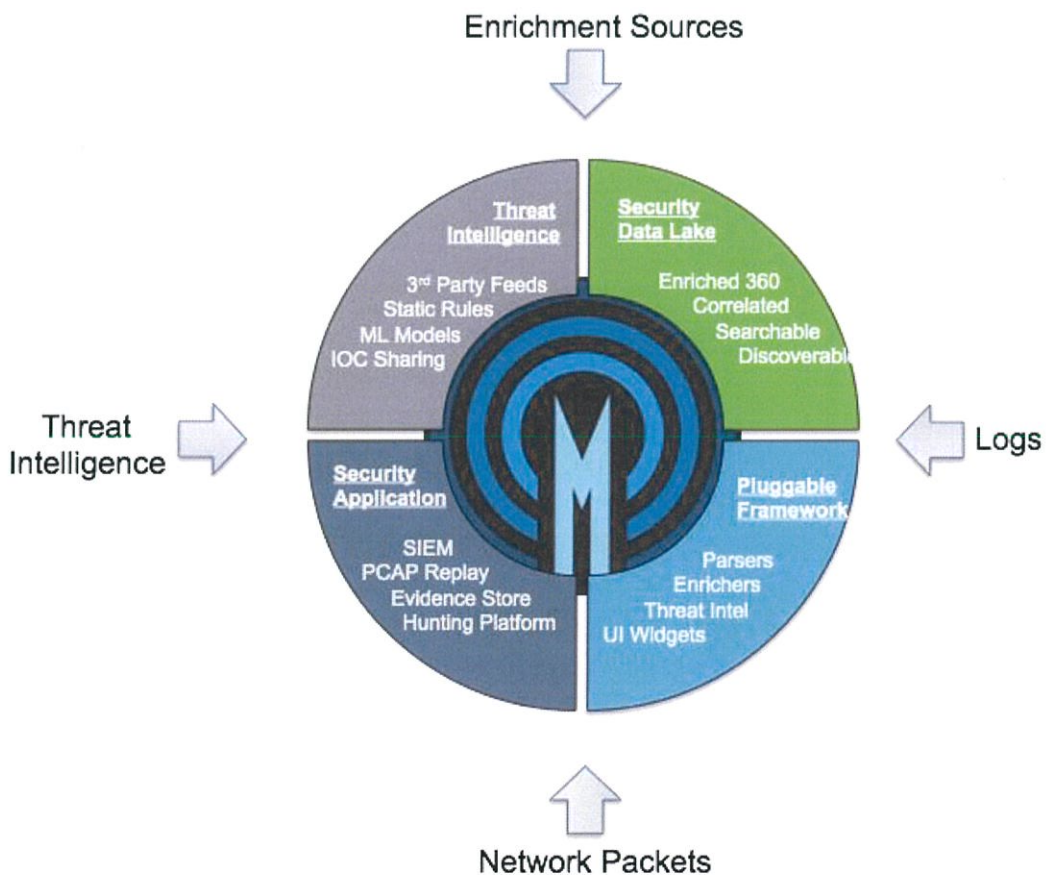 Enrichment Sources
Threat
Intelligence
3rd Party Feeds
Static Rules
ML Models
IOC Sharing
Security
Data Lake
Enriched 360
Correlated
Searchable
Discoverable
Threat
Intelligence
Logs
Security
Application
SIEM
PCAP Replay
Evidence Store
Hunting Platform
Pluggable
Framework
Parsers
Enrichers
Threat Intel
UI Widgets
M
Network Packets